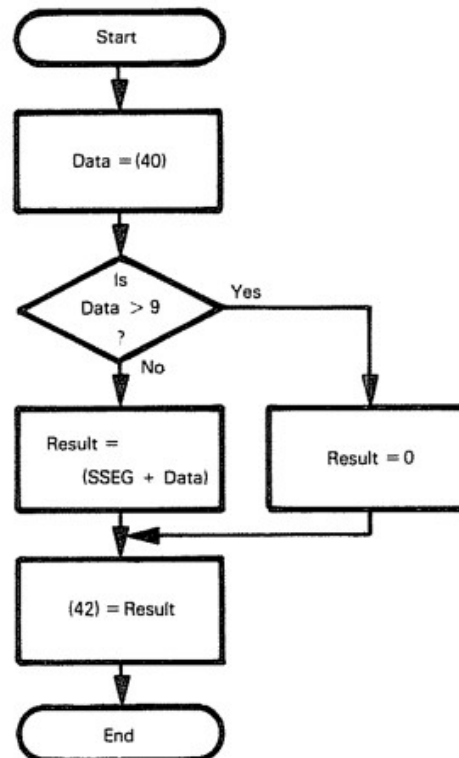 Start
Data = (40)
Is
Data > 9
?
Yes
No
Result =
(SSEG + Data)
Result = 0
(42) = Result
End